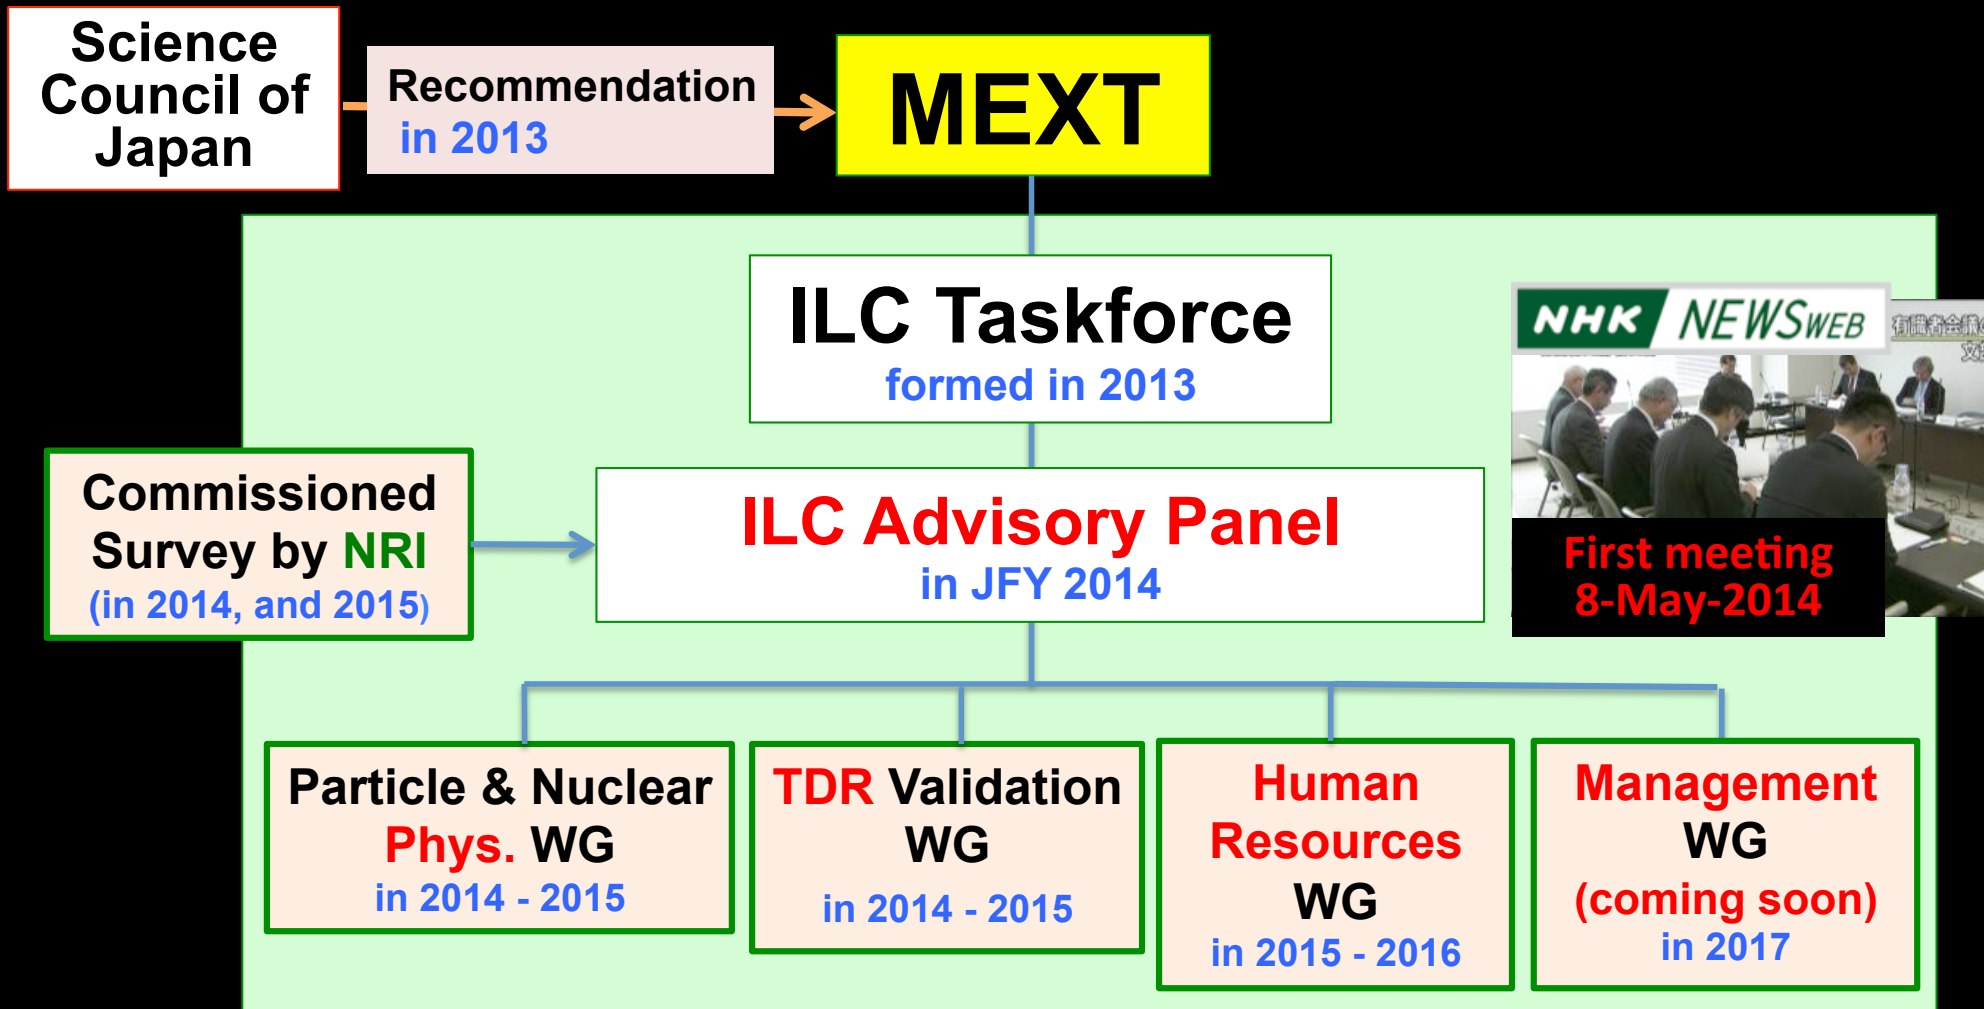 Science
Council of
Japan
Recommendation
in 2013
MEXT
ILC Taskforce
formed in 2013
NHK NEWSWEB
有識者会議の
Commissioned
Survey by NRI
(in 2014, and 2015)
ILC Advisory Panel
in JFY 2014
First meeting
8-May-2014
Particle & Nuclear
Phys. WG
in 2014 - 2015
TDR Validation
WG
in 2014 - 2015
Human
Resources
WG
in 2015 - 2016
Management
WG
(coming soon)
in 2017